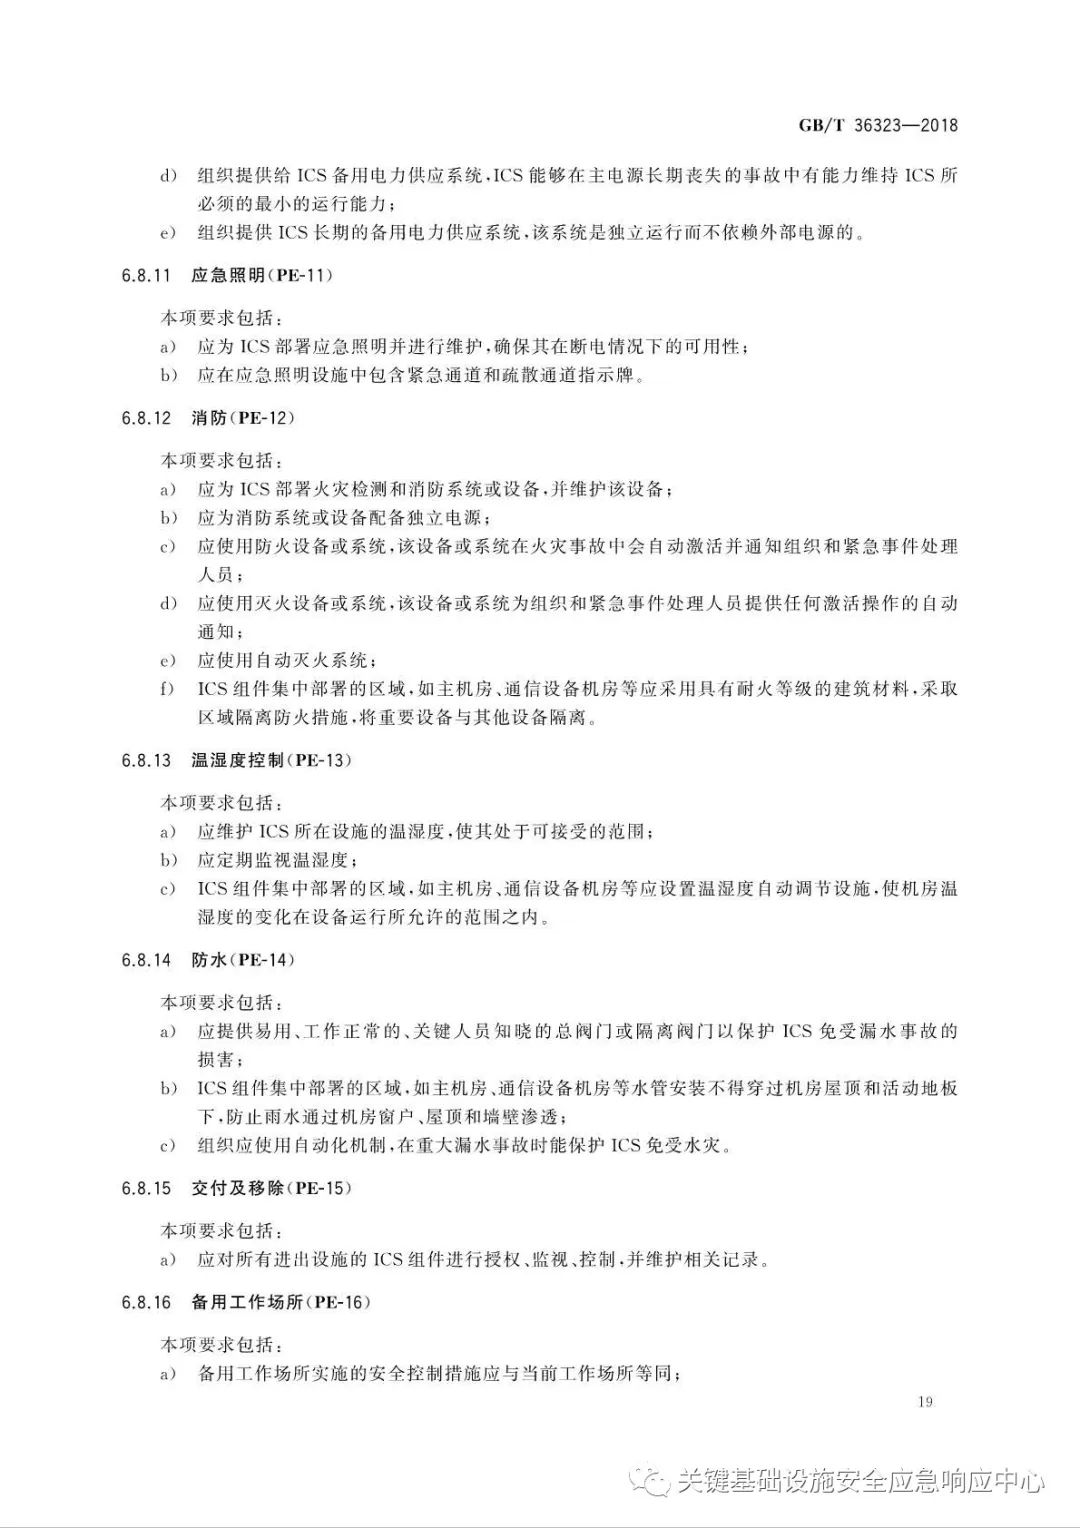 GB/T 36323—2018
d) 组织提供给 ICS 备用电力供应系统,ICS 能够在主电源长期丧失的事故中有能力维持 ICS 所
必须的最小的运行能力;
e) 组织提供 ICS 长期的备用电力供应系统,该系统是独立运行而不依赖外部电源的。
6.8.11 应急照明(PE-11)
本项要求包括:
a) 应为 ICS 部署应急照明并进行维护,确保其在断电情况下的可用性;
b) 应在应急照明设施中包含紧急通道和疏散通道指示牌。
6.8.12 消防(PE-12)
本项要求包括:
a) 应为 ICS 部署火灾检测和消防系统或设备,并维护该设备;
b) 应为消防系统或设备配备独立电源;
c) 应使用防火设备或系统,该设备或系统在火灾事故中会自动激活并通知组织和紧急事件处理
人员;
d) 应使用灭火设备或系统,该设备或系统为组织和紧急事件处理人员提供任何激活操作的自动
通知;
e) 应使用自动灭火系统;
f) ICS 组件集中部署的区域,如主机房、通信设备机房等应采用具有耐火等级的建筑材料,采取
区域隔离防火措施,将重要设备与其他设备隔离。
6.8.13 温湿度控制(PE-13)
本项要求包括:
a) 应维护 ICS 所在设施的温湿度,使其处于可接受的范围;
b) 应定期监视温湿度;
c) ICS 组件集中部署的区域,如主机房、通信设备机房等应设置温湿度自动调节设施,使机房温
湿度的变化在设备运行所允许的范围之内。
6.8.14 防水(PE-14)
本项要求包括:
a) 应提供易用、工作正常的、关键人员知晓的总阀门或隔离阀门以保护 ICS 免受漏水事故的
损害;
b) ICS 组件集中部署的区域,如主机房、通信设备机房等水管安装不得穿过机房屋顶和活动地板
下,防止雨水通过机房窗户、屋顶和墙壁渗透;
c) 组织应使用自动化机制,在重大漏水事故时能保护 ICS 免受水灾。
6.8.15 交付及移除(PE-15)
本项要求包括:
a) 应对所有进出设施的 ICS 组件进行授权、监视、控制,并维护相关记录。
6.8.16 备用工作场所(PE-16)
本项要求包括:
a) 备用工作场所实施的安全控制措施应与当前工作场所等同;
19
关键基础设施安全应急响应中心